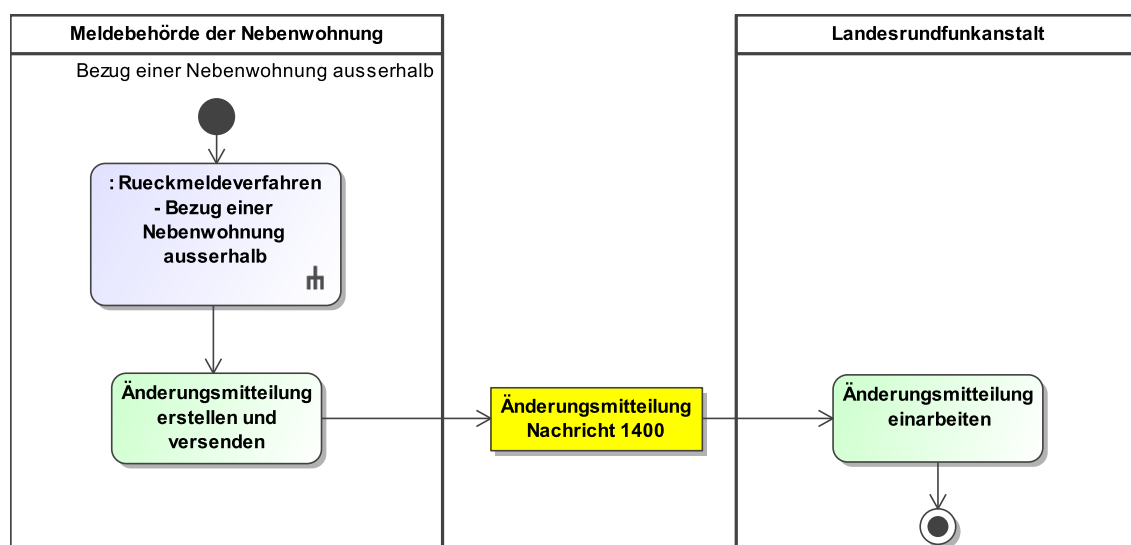 Meldebehörde der Nebenwohnung
Landesrundfunkanstalt
Bezug einer Nebenwohnung ausserhalb
: Rueckmeldeverfahren
- Bezug einer
Nebenwohnung
ausserhalb
Änderungsmitteilung
erstellen und
versenden
Änderungsmitteilung
Nachricht 1400
Änderungsmitteilung
einarbeiten